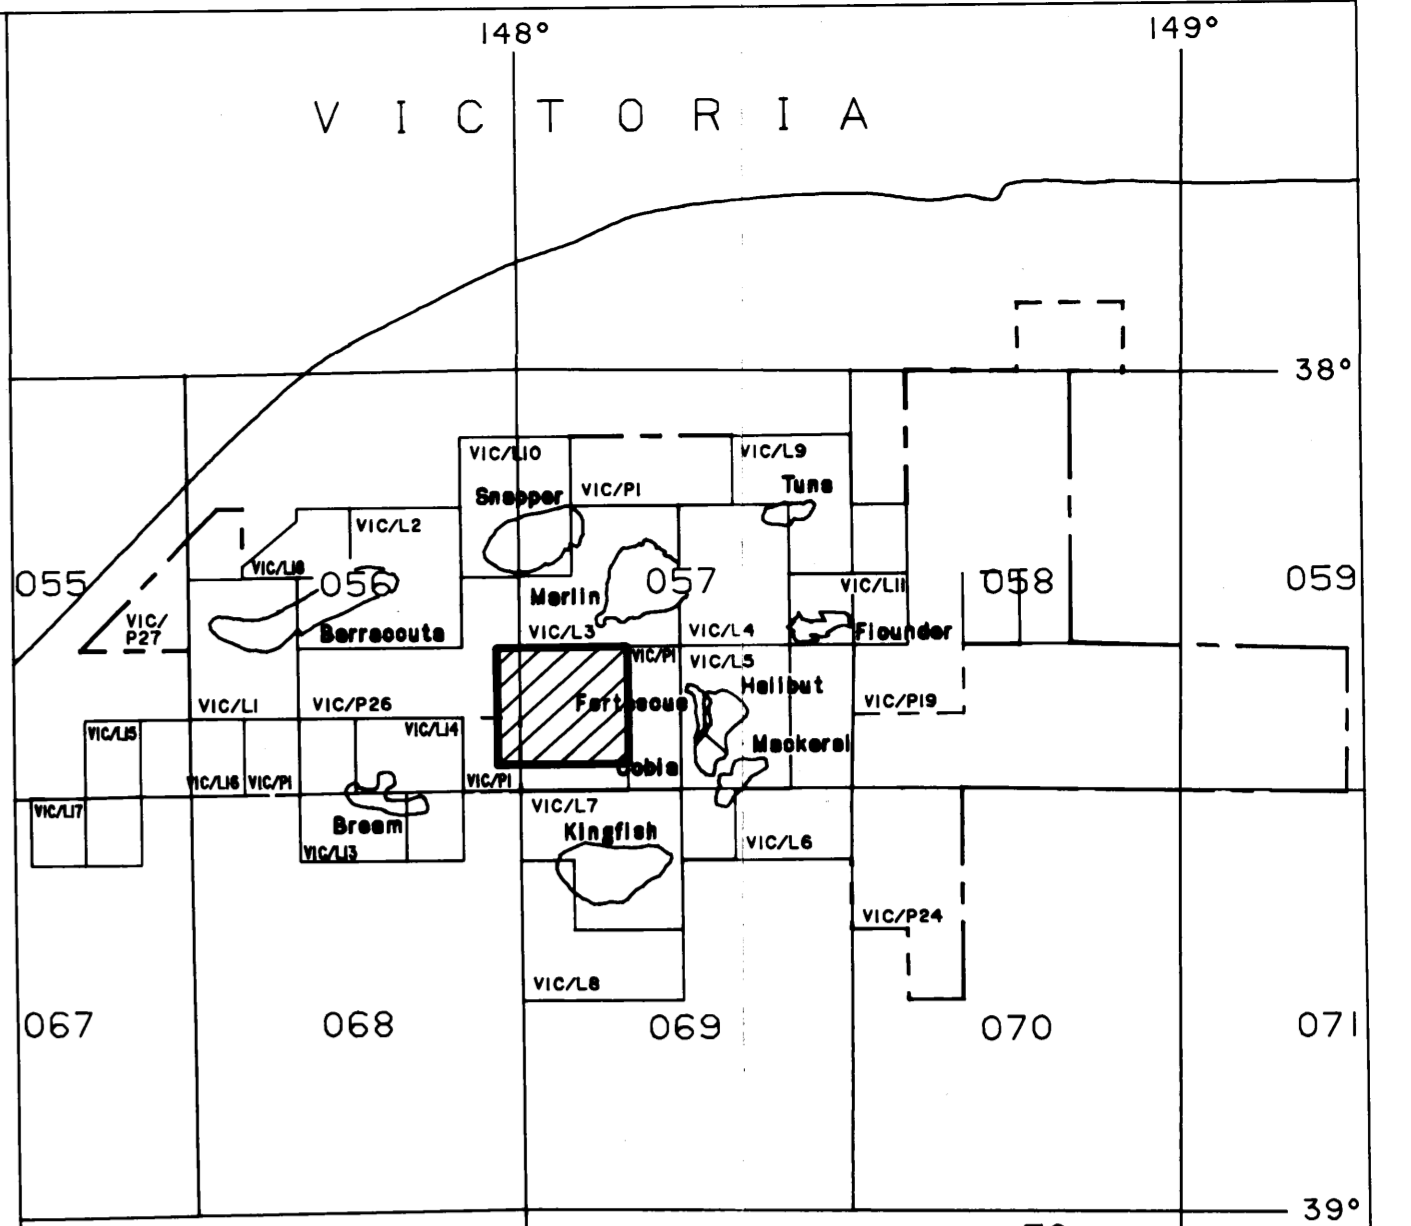 148°
149°
VICTORIA
38°
VIC/L10
VIC/L9
Snapper
VIC/P1
Tuna
VIC/L2
VIC/L18
055
056
Marlin
057
VIC/L11
058
059
VIC/
P27
Barracouta
VIC/L3
VIC/L4
Flounder
VIC/P1
VIC/L5
Halibut
VIC/L1
VIC/P26
Fortescue
VIC/P19
VIC/L15
VIC/L14
Mackerel
Cobia
VIC/L16
VIC/P1
VIC/P1
VIC/L17
VIC/L7
Bream
Kingfish
VIC/L13
VIC/L6
VIC/P24
VIC/L8
067
068
069
070
071
39°